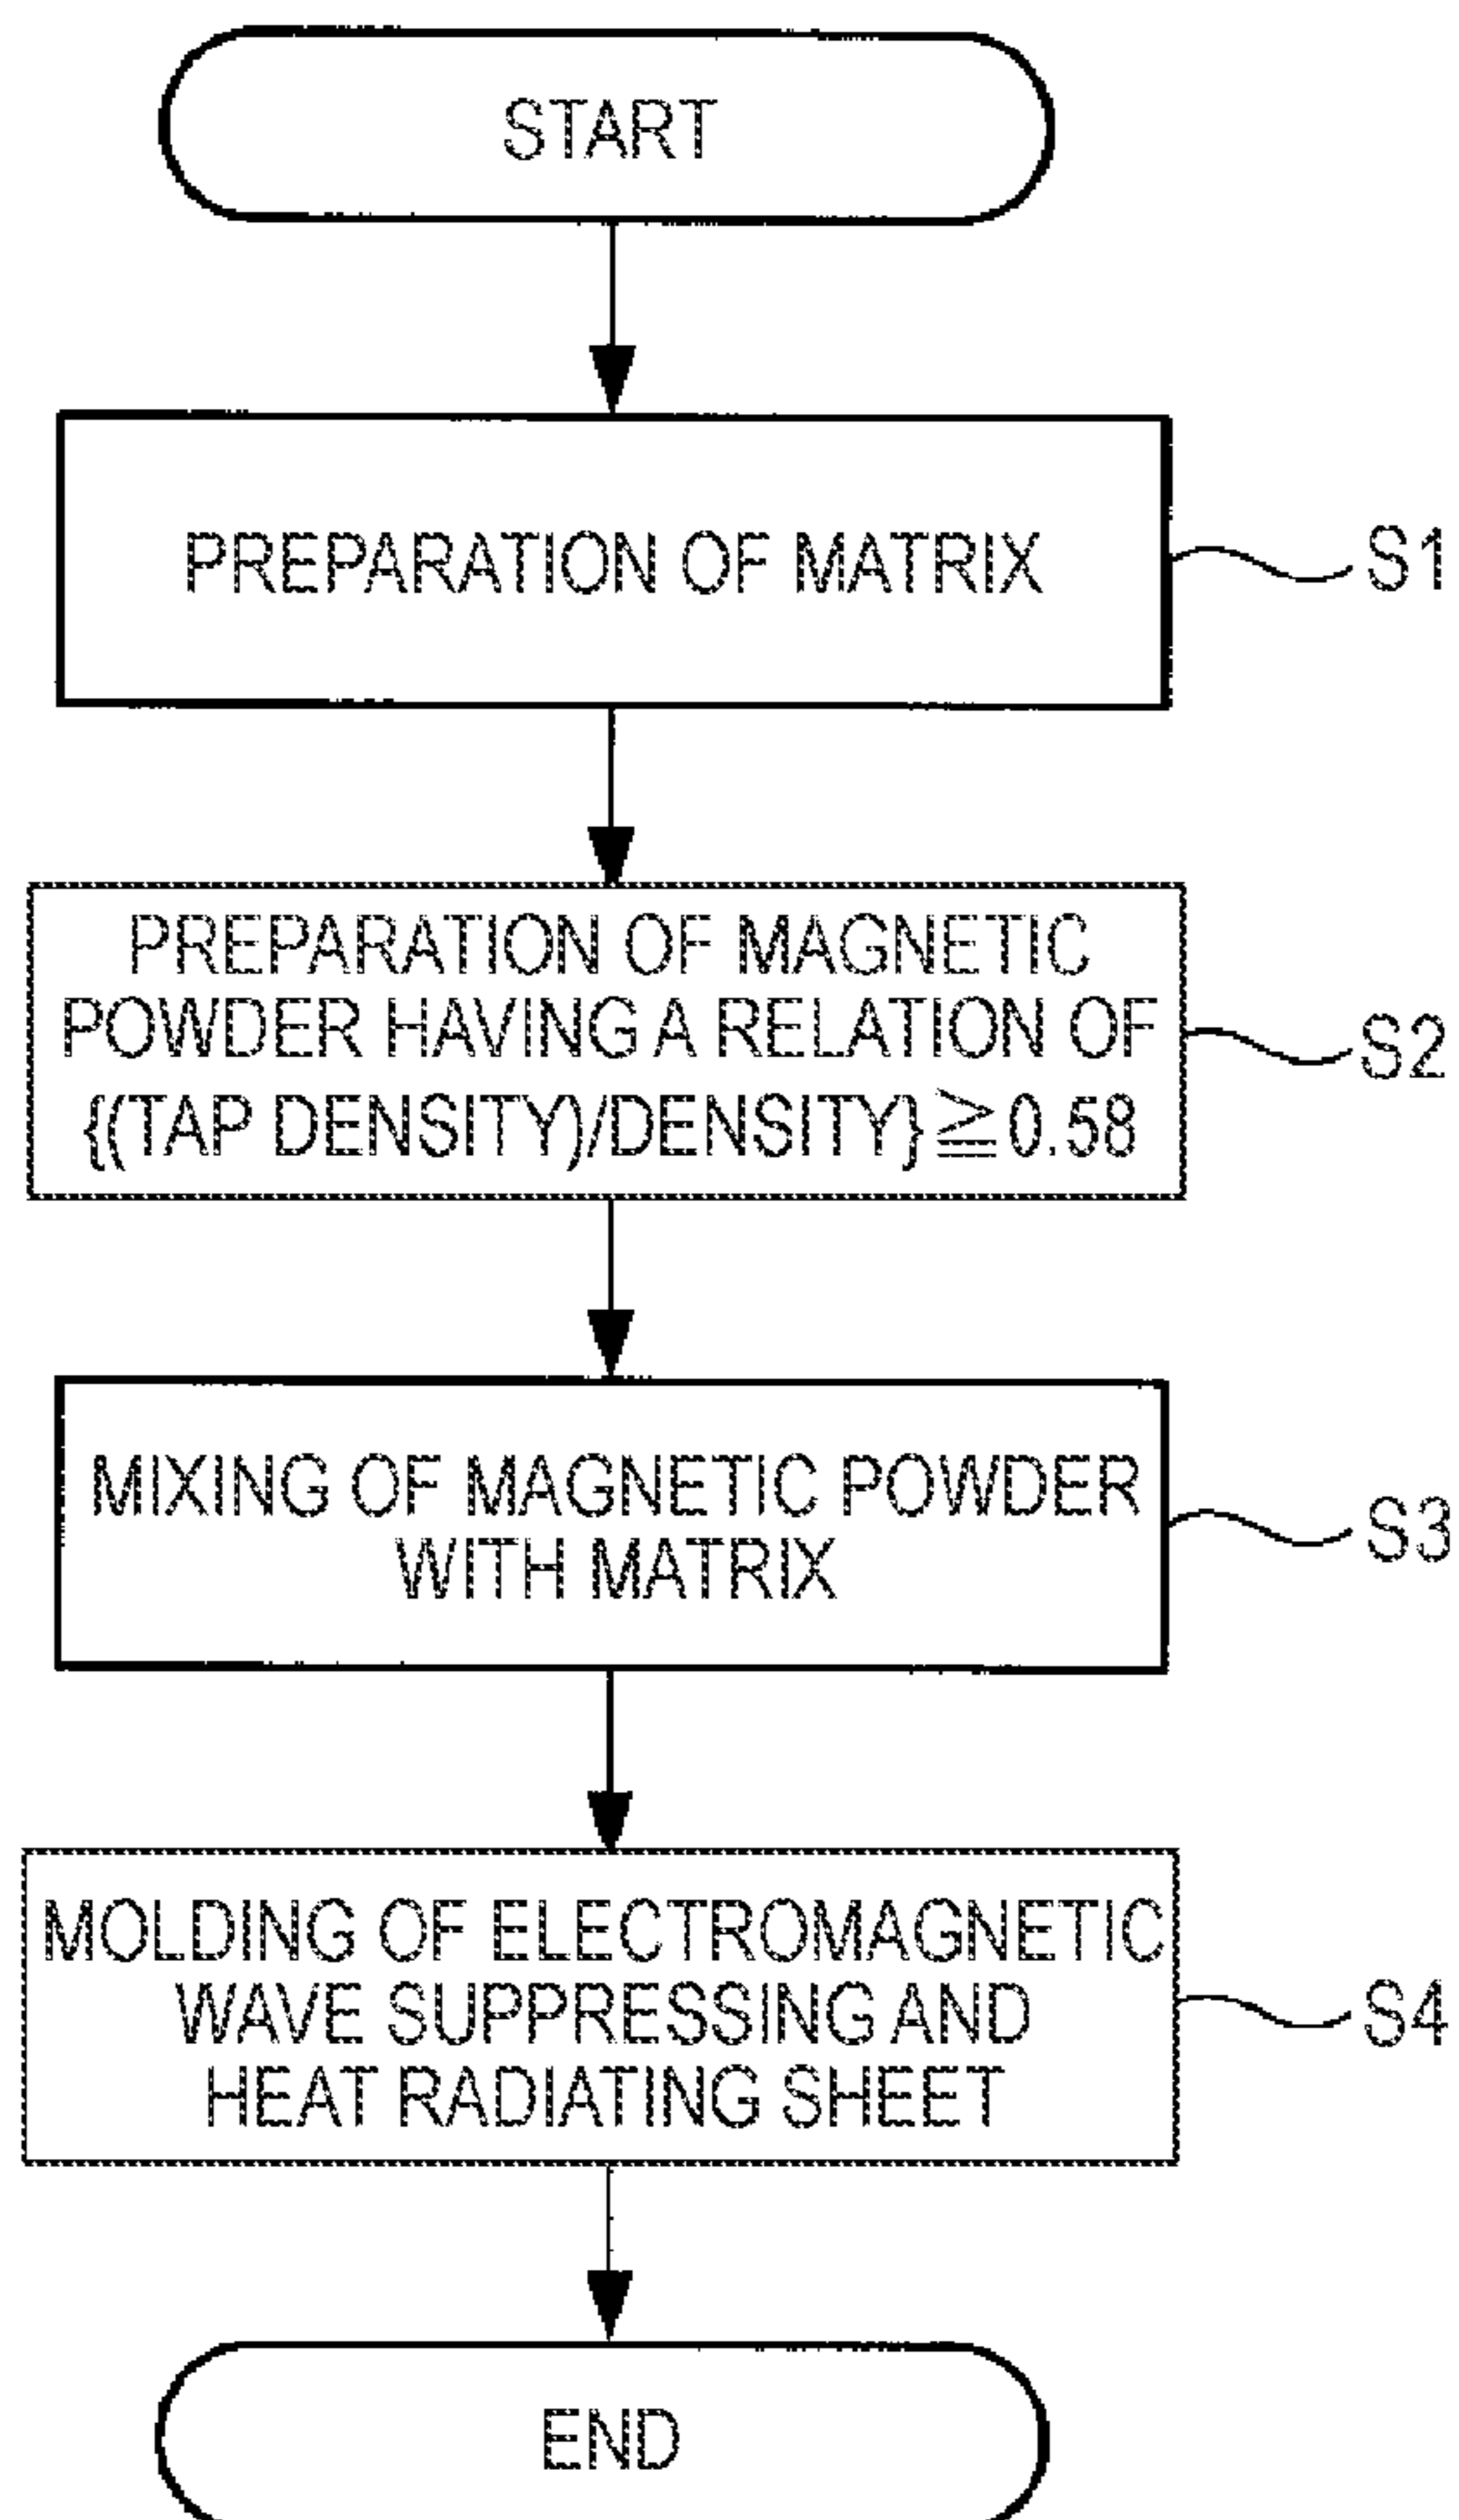 START
PREPARATION OF MATRIX
S1
PREPARATION OF MAGNETIC
POWDER HAVING A RELATION OF
{(TAP DENSITY)/DENSITY}≧0.58
S2
MIXING OF MAGNETIC POWDER
WITH MATRIX
S3
MOLDING OF ELECTROMAGNETIC
WAVE SUPPRESSING AND
HEAT RADIATING SHEET
S4
END